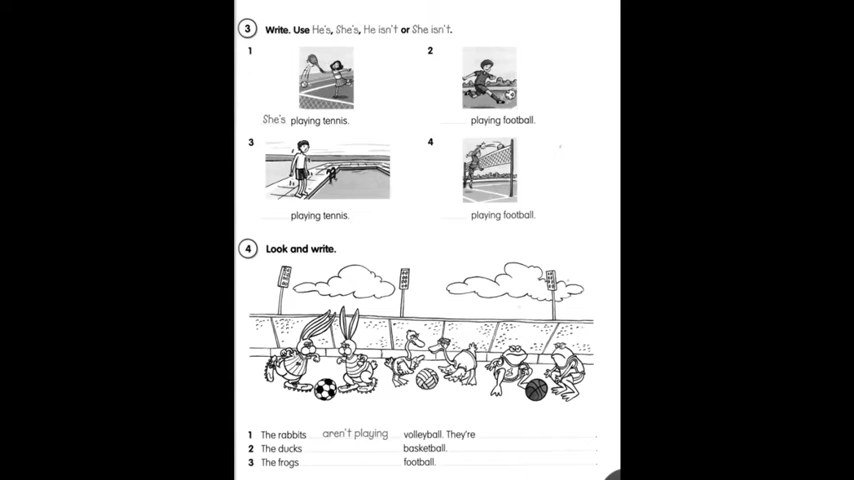 3 Write. Use He's, She's, He isn't or She isn't.
1 2
She's playing tennis. playing football.
3 4
playing tennis. playing football.
4 Look and write.
1 The rabbits aren't playing volleyball. They're .
2 The ducks basketball. .
3 The frogs football. .